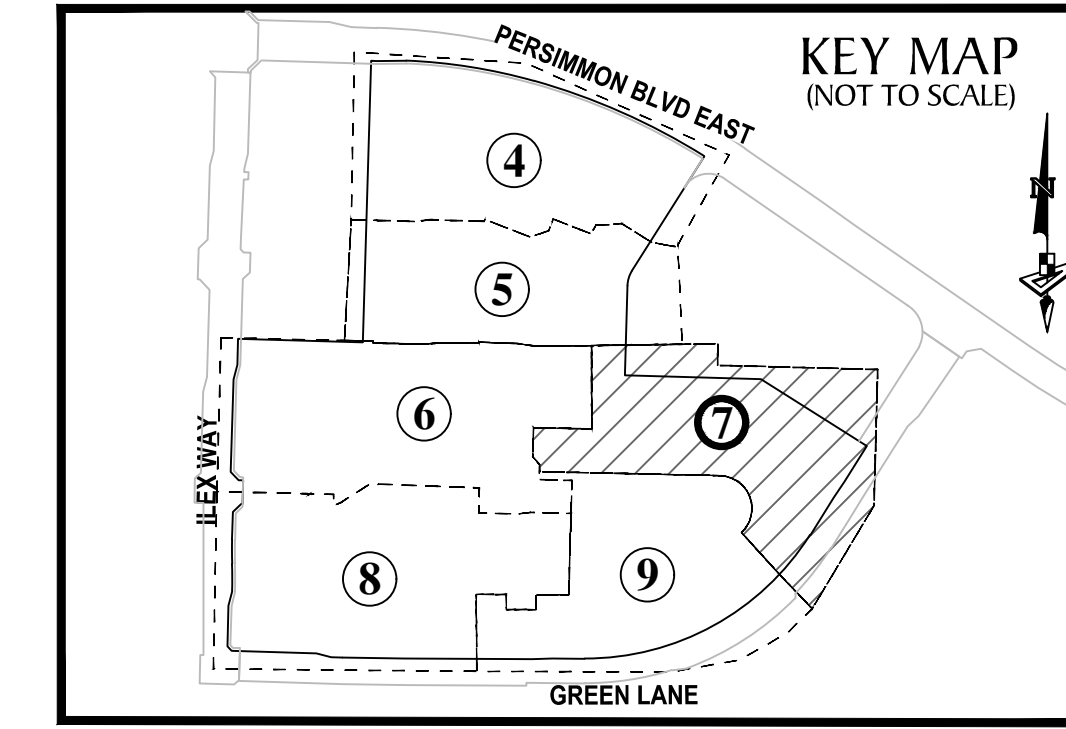 KEY MAP
(NOT TO SCALE)
PERSIMMON BLVD EAST
N
4
5
6
7
ILEX WAY
8
9
GREEN LANE